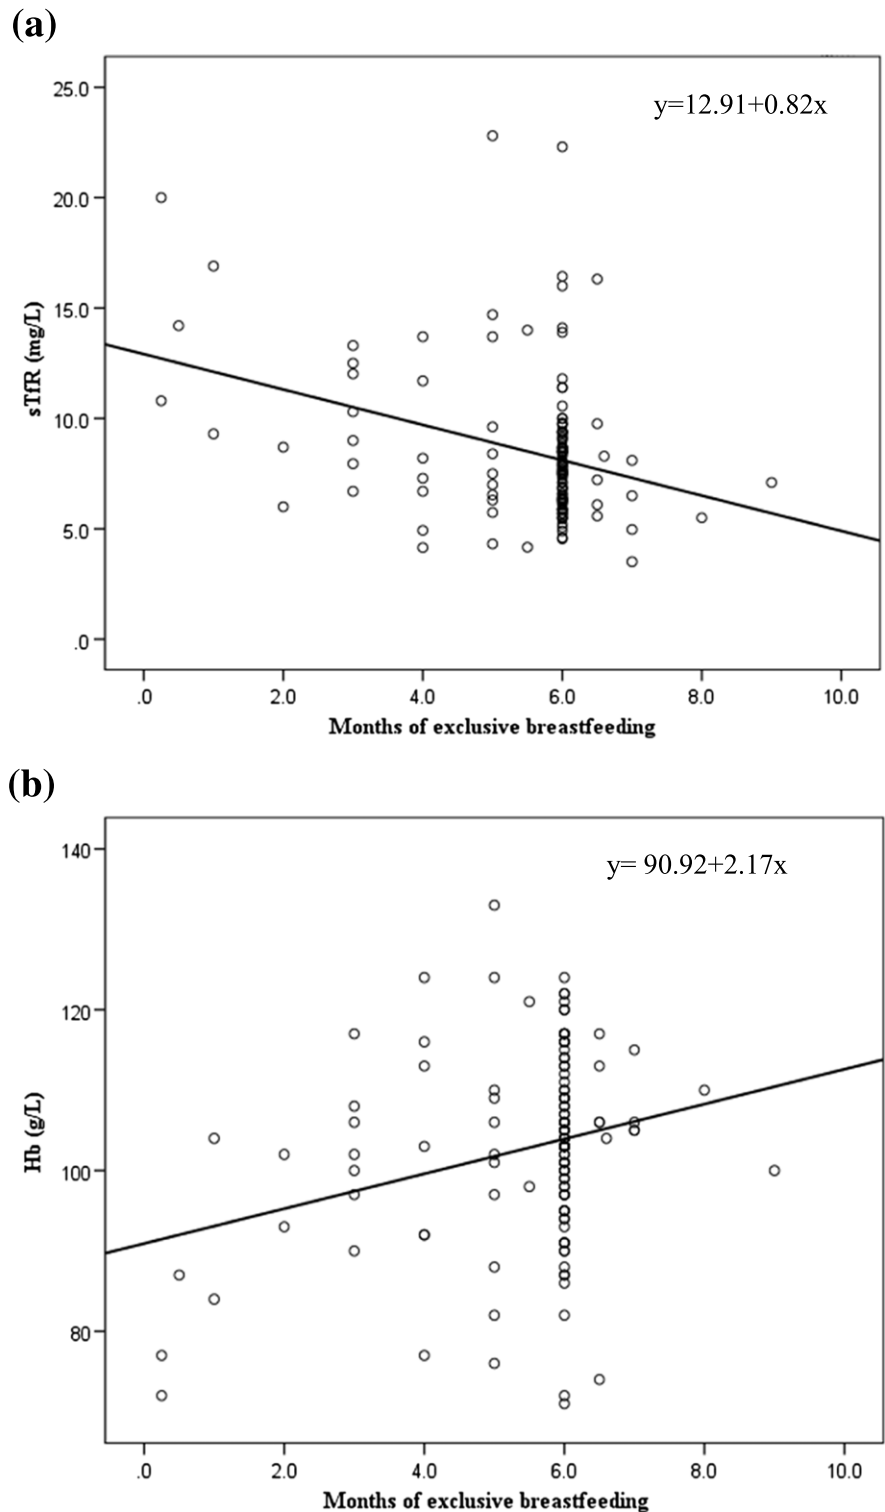 (a)
y=12.91+0.82x
25.0
20.0
15.0
10.0
5.0
.0
sTfR (mg/L)
.0 2.0 4.0 6.0 8.0 10.0
Months of exclusive breastfeeding
(b)
y= 90.92+2.17x
140
120
100
80
Hb (g/L)
.0 2.0 4.0 6.0 8.0 10.0
Months of exclusive breastfeeding